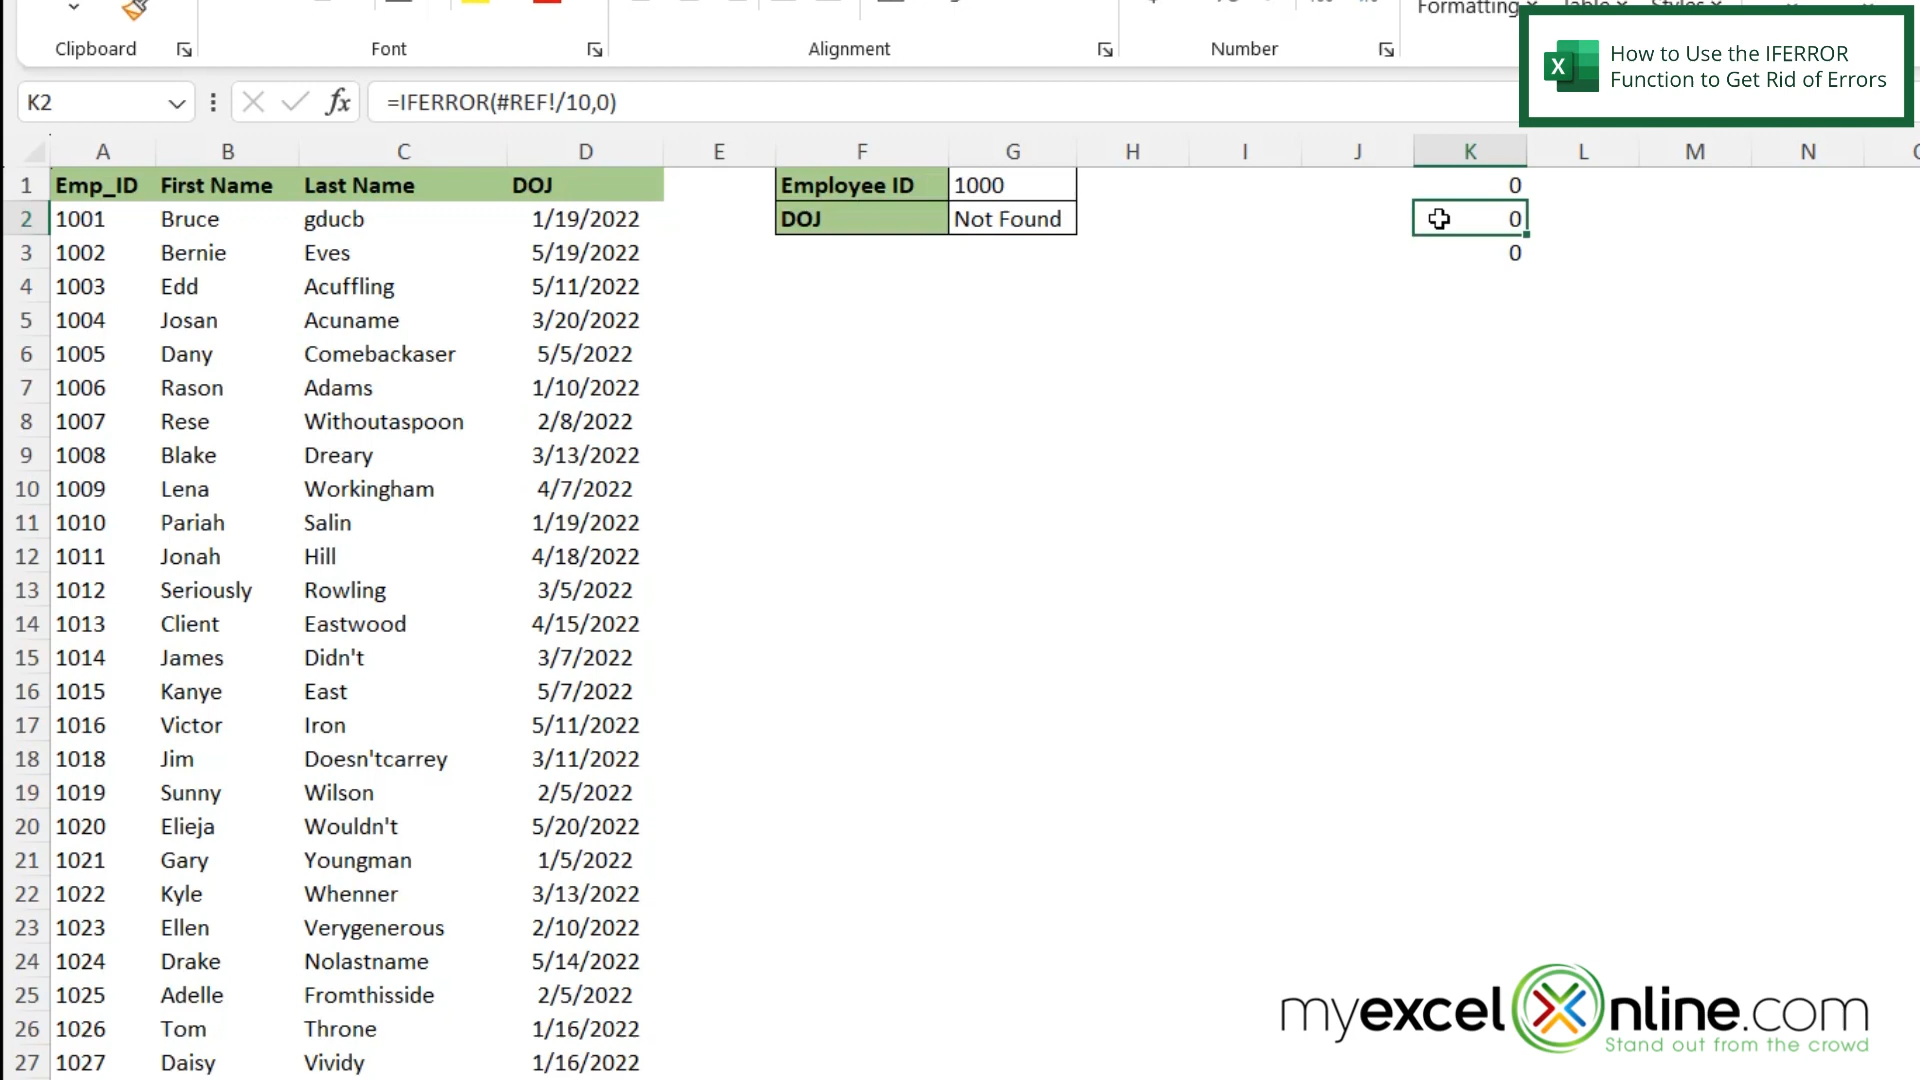 Formatting Table Styles
Clipboard Font Alignment Number
How to Use the IFERROR
Function to Get Rid of Errors
K2 fx =IFERROR(#REF!/10,0)
A B C D E F G H I J K L M N
1 Emp_ID First Name Last Name DOJ Employee ID 1000 0
2 1001 Bruce gducb 1/19/2022 DOJ Not Found 0
3 1002 Bernie Eves 5/19/2022 0
4 1003 Edd Acuffling 5/11/2022
5 1004 Josan Acuname 3/20/2022
6 1005 Dany Comebackaser 5/5/2022
7 1006 Rason Adams 1/10/2022
8 1007 Rese Withoutaspoon 2/8/2022
9 1008 Blake Dreary 3/13/2022
10 1009 Lena Workingham 4/7/2022
11 1010 Pariah Salin 1/19/2022
12 1011 Jonah Hill 4/18/2022
13 1012 Seriously Rowling 3/5/2022
14 1013 Client Eastwood 4/15/2022
15 1014 James Didn't 3/7/2022
16 1015 Kanye East 5/7/2022
17 1016 Victor Iron 5/11/2022
18 1018 Jim Doesn'tcarrey 3/11/2022
19 1019 Sunny Wilson 2/5/2022
20 1020 Elieja Wouldn't 5/20/2022
21 1021 Gary Youngman 1/5/2022
22 1022 Kyle Whenner 3/13/2022
23 1023 Ellen Verygenerous 2/10/2022
24 1024 Drake Nolastname 5/14/2022
25 1025 Adelle Fromthisside 2/5/2022
26 1026 Tom Throne 1/16/2022
27 1027 Daisy Vividy 1/16/2022
myexcelonline.com
Stand out from the crowd